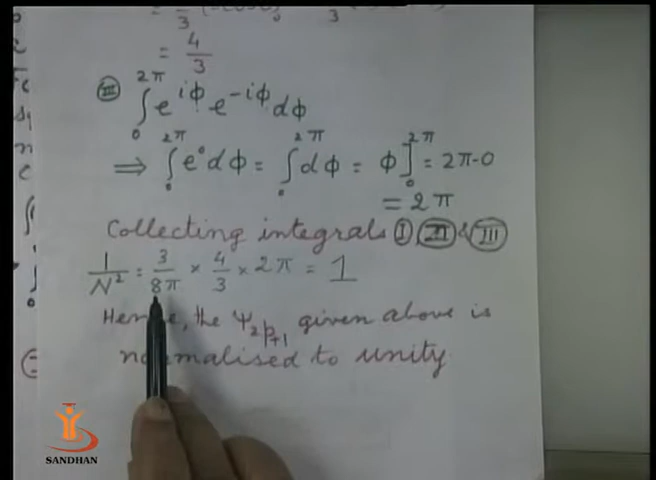 = 4/3
(III) ∫₀^2π e^iφ e^-iφ dφ
⇒ ∫₀^2π e⁰ dφ = ∫₀^2π dφ = φ]₀^2π = 2π-0
= 2π
Collecting integrals (I) (II) & (III)
1/N² = 3/8π × 4/3 × 2π = 1
Hence, the Ψ2p+1 given above is
normalised to unity
SANDHAN